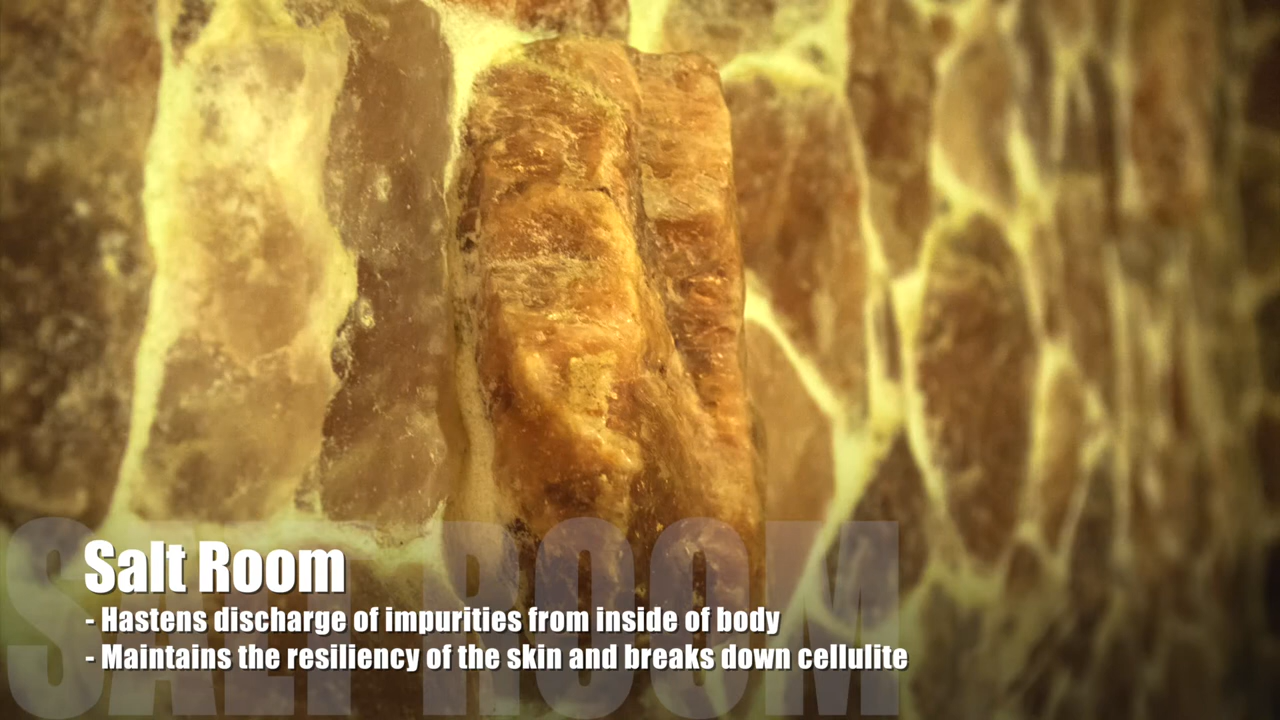 Salt Room
- Hastens discharge of impurities from inside of body
- Maintains the resiliency of the skin and breaks down cellulite
SALT ROOM